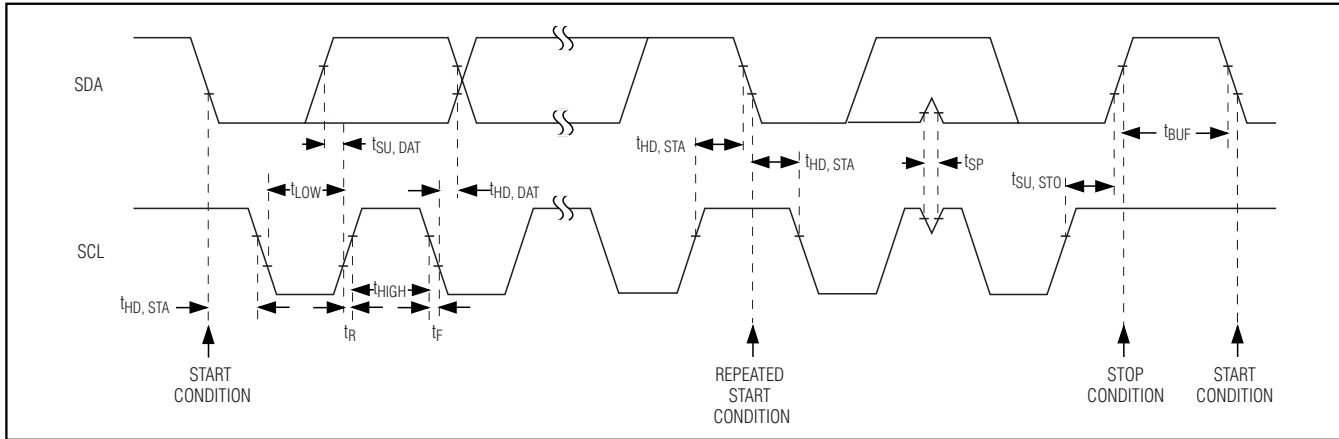 SDA
tSU, DAT
tHD, STA
tHD, STA
tSP
tBUF
tSU, STO
tLOW
tHD, DAT
SCL
tHD, STA
tHIGH
tR
tF
START
CONDITION
REPEATED
START
CONDITION
STOP
CONDITION
START
CONDITION